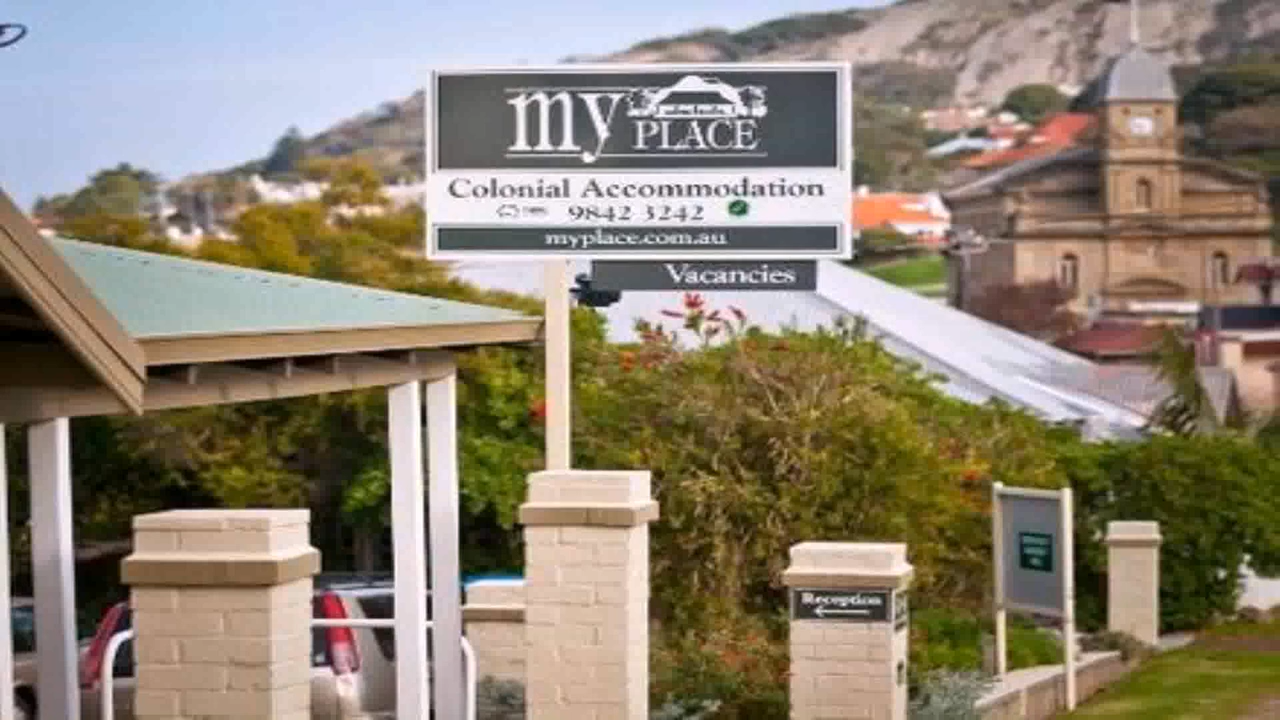 my PLACE
Colonial Accommodation
9842 3242
myplace.com.au
Vacancies
Reception